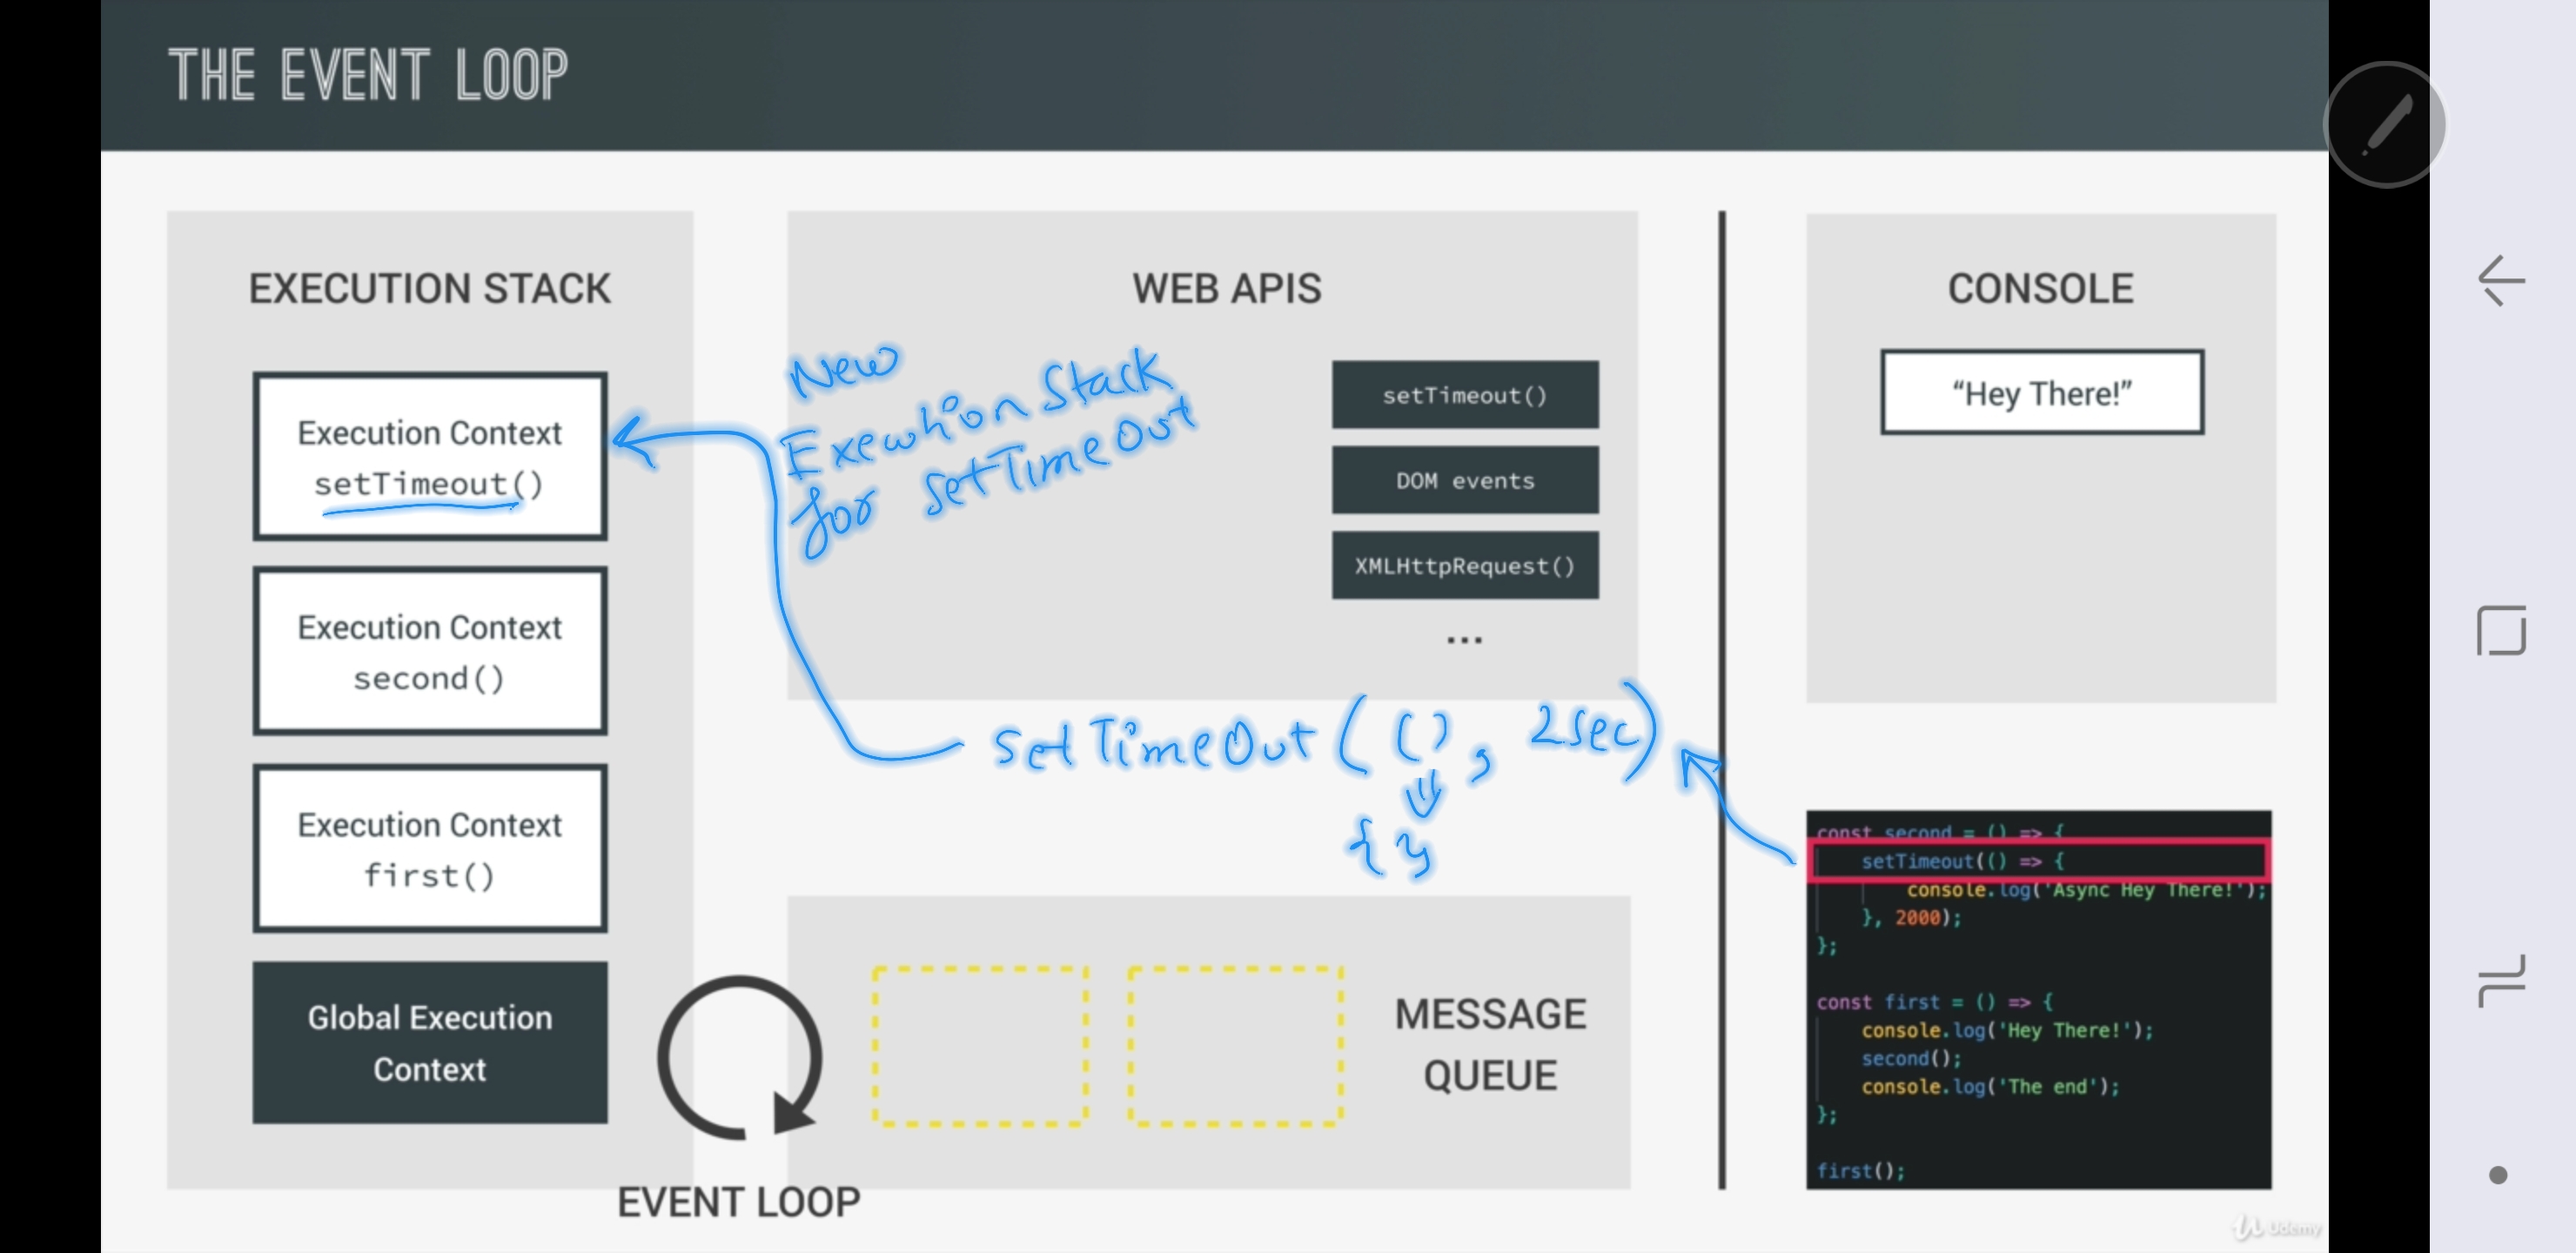 THE EVENT LOOP
EXECUTION STACK
Execution Context
setTimeout()
Execution Context
second()
Execution Context
first()
Global Execution
Context
WEB APIS
New
Execution Stack
for setTimeOut
setTimeout()
DOM events
XMLHttpRequest()
...
setTimeOut( () , 2sec)
⇓
{ }
EVENT LOOP
MESSAGE
QUEUE
CONSOLE
“Hey There!”
const second = () => {
setTimeout(() => {
console.log('Async Hey There!');
}, 2000);
};
const first = () => {
console.log('Hey There!');
second();
console.log('The end');
};
first();
Udemy